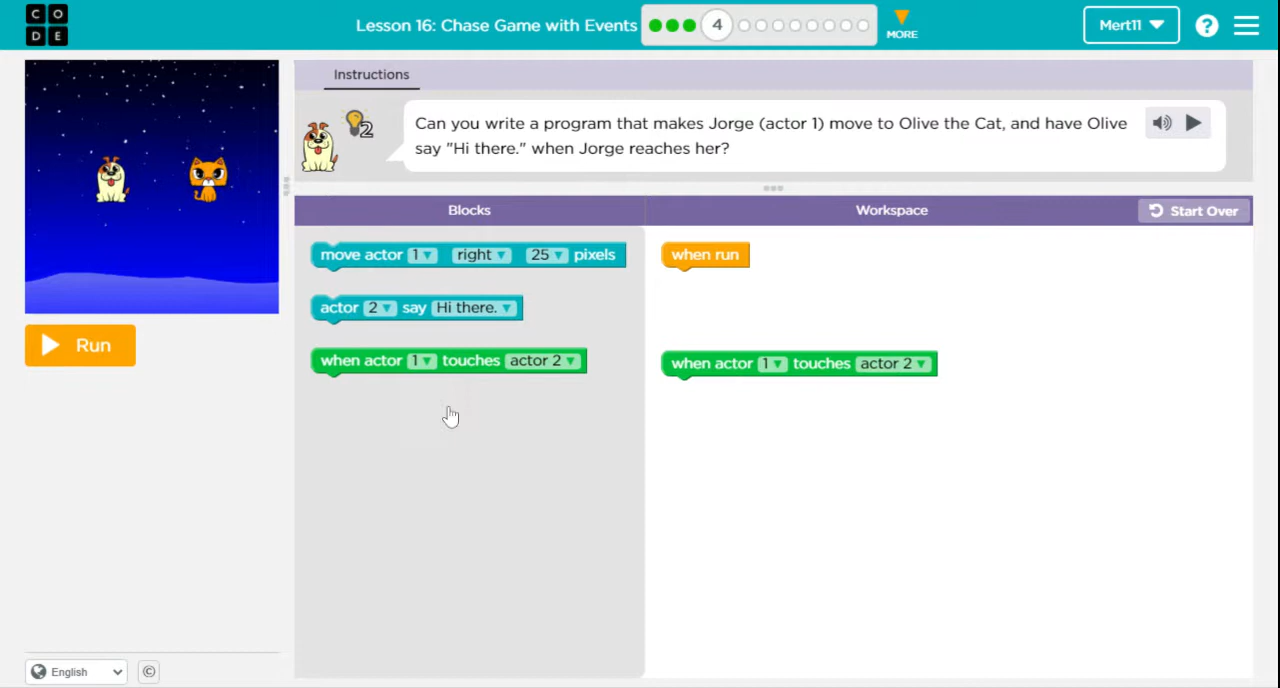 C O
D E
Lesson 16: Chase Game with Events
4
MORE
Mert11
?
Instructions
2
Can you write a program that makes Jorge (actor 1) move to Olive the Cat, and have Olive
say "Hi there." when Jorge reaches her?
Blocks
Workspace
Start Over
move actor 1 right 25 pixels
when run
actor 2 say Hi there.
when actor 1 touches actor 2
when actor 1 touches actor 2
Run
English
©